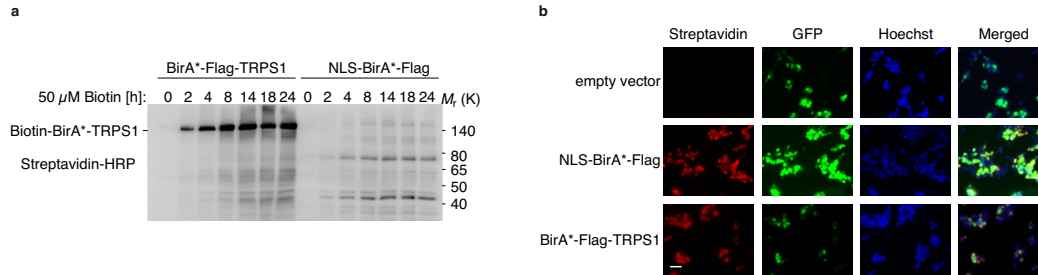 a
BirA*-Flag-TRPS1 NLS-BirA*-Flag
50 µM Biotin [h]: 0 2 4 8 14 18 24 0 2 4 8 14 18 24 Mr (K)
Biotin-BirA*-TRPS1
Streptavidin-HRP
140
80
65
50
40
b
Streptavidin GFP Hoechst Merged
empty vector
NLS-BirA*-Flag
BirA*-Flag-TRPS1